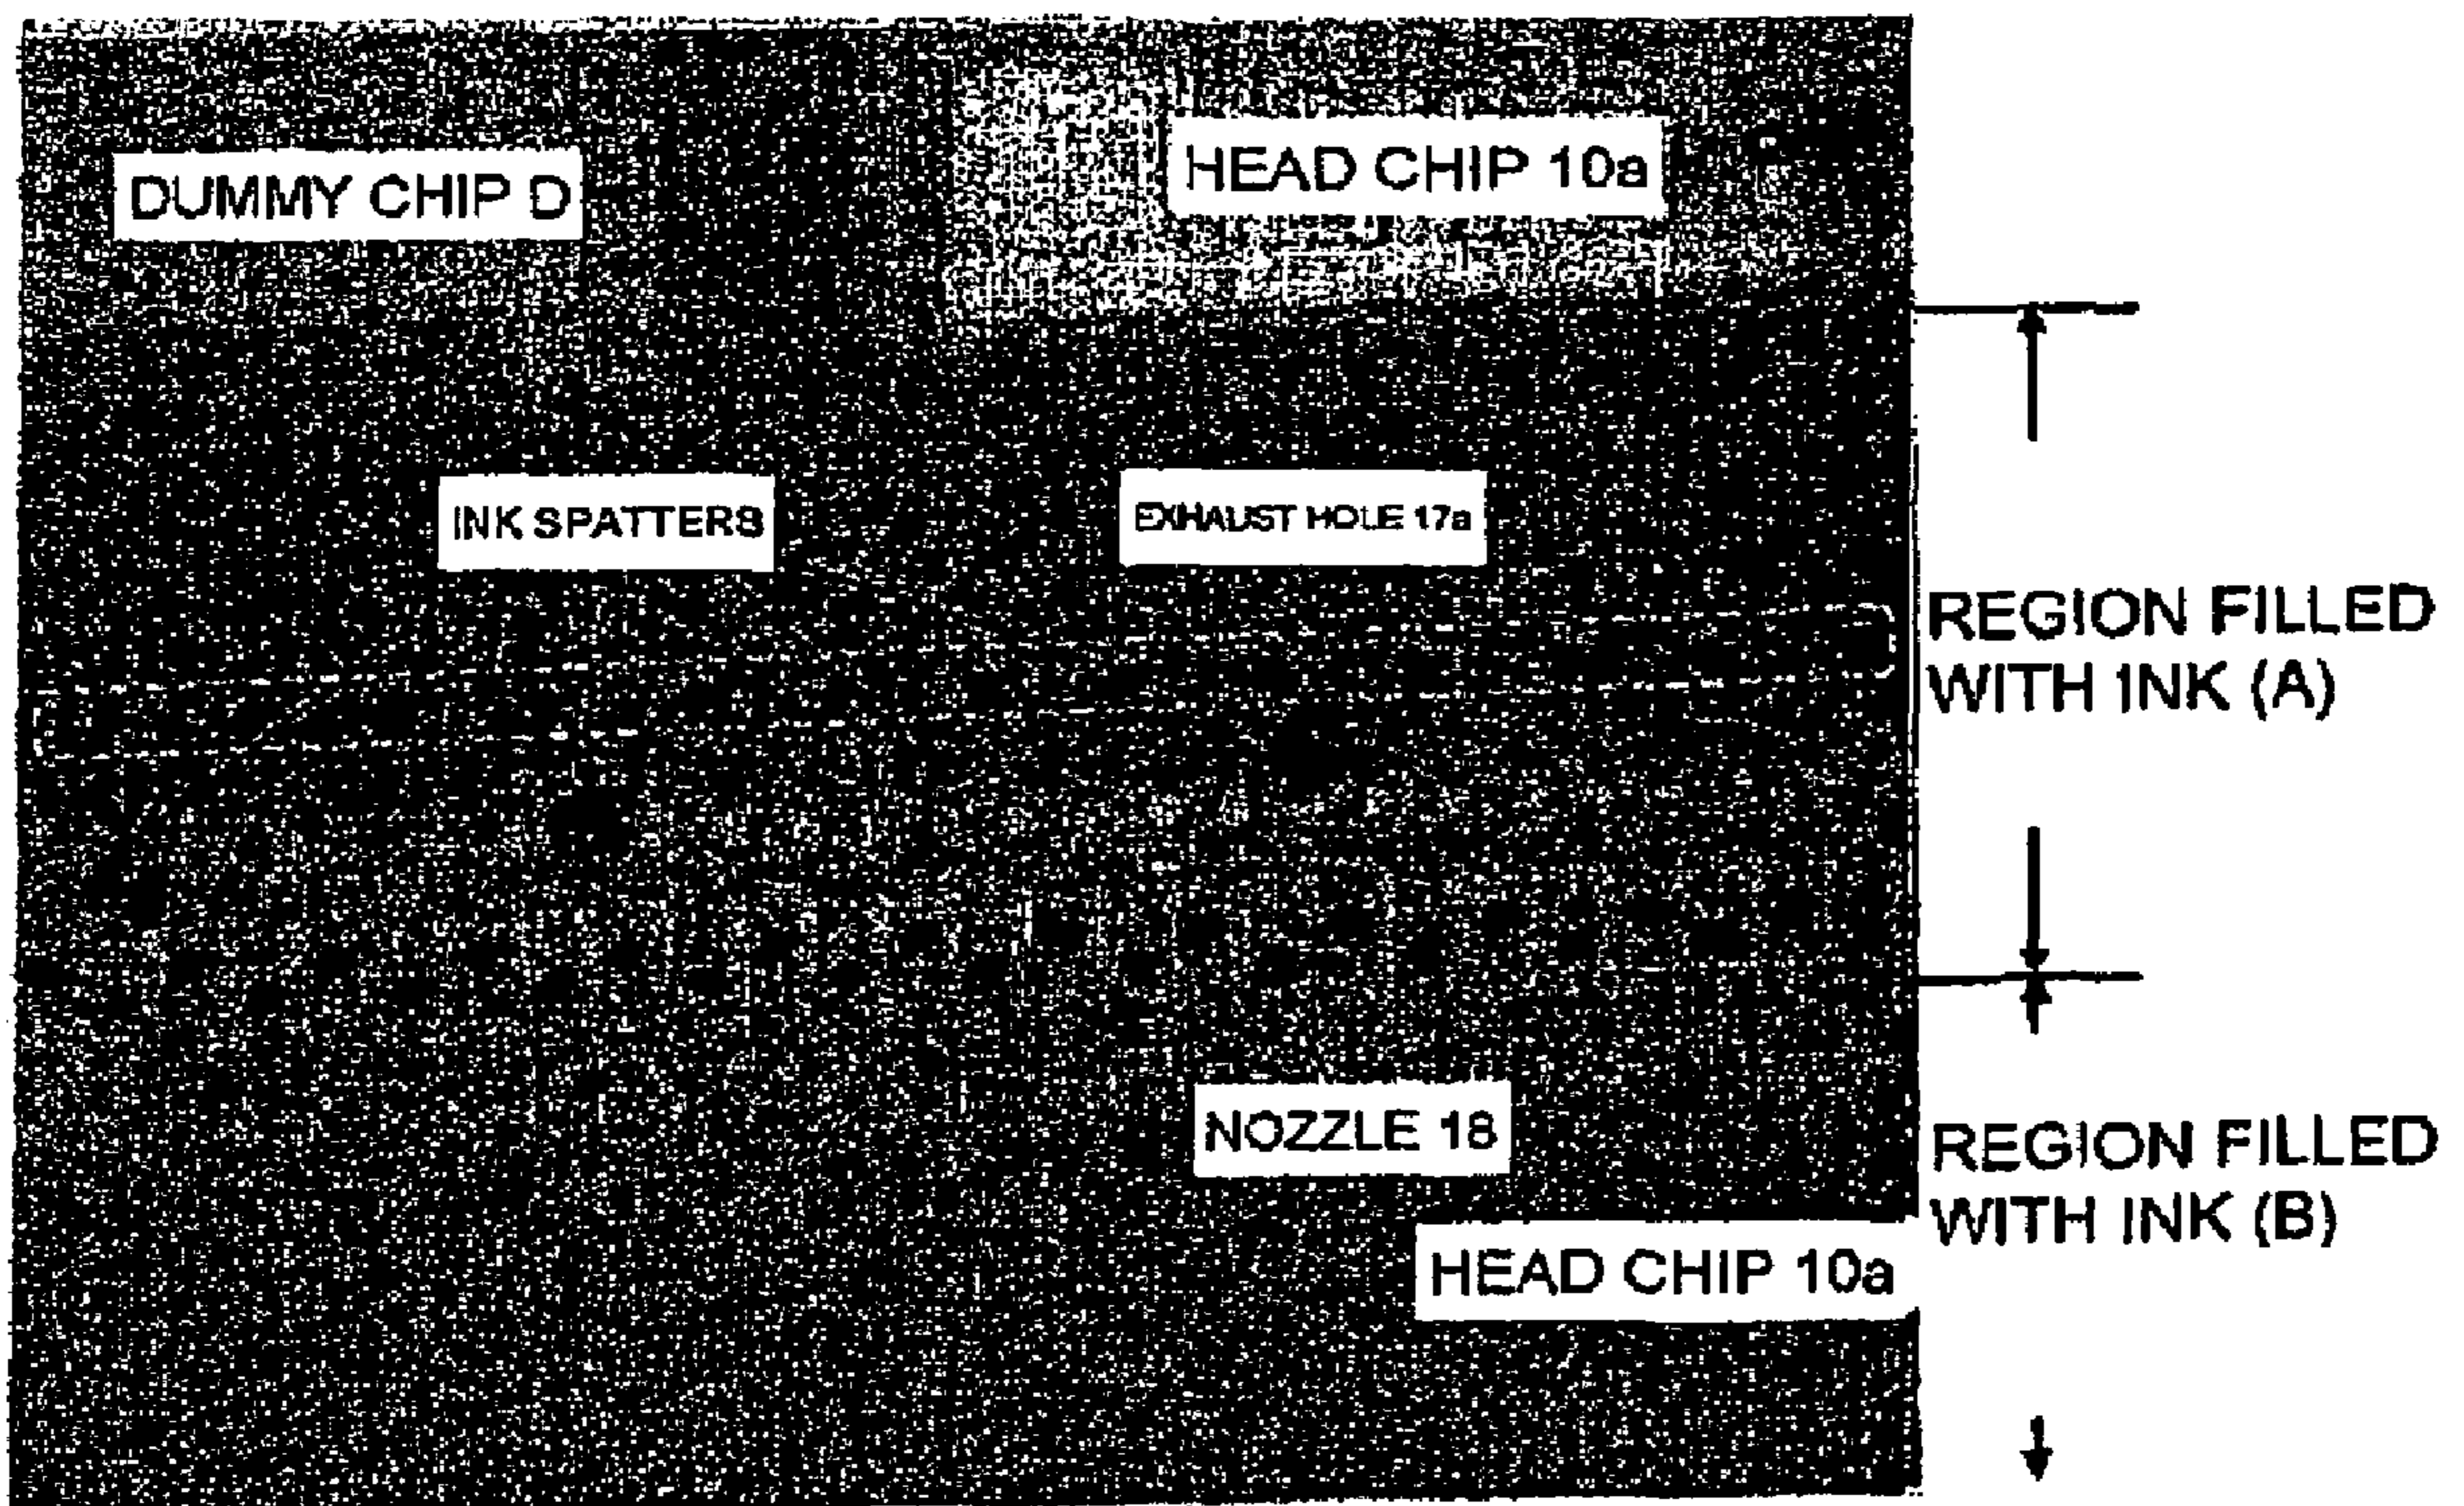 DUMMY CHIP D
HEAD CHIP 10a
INK SPATTERS
EXHAUST HOLE 17a
REGION FILLED
WITH INK (A)
NOZZLE 18
REGION FILLED
WITH INK (B)
HEAD CHIP 10a